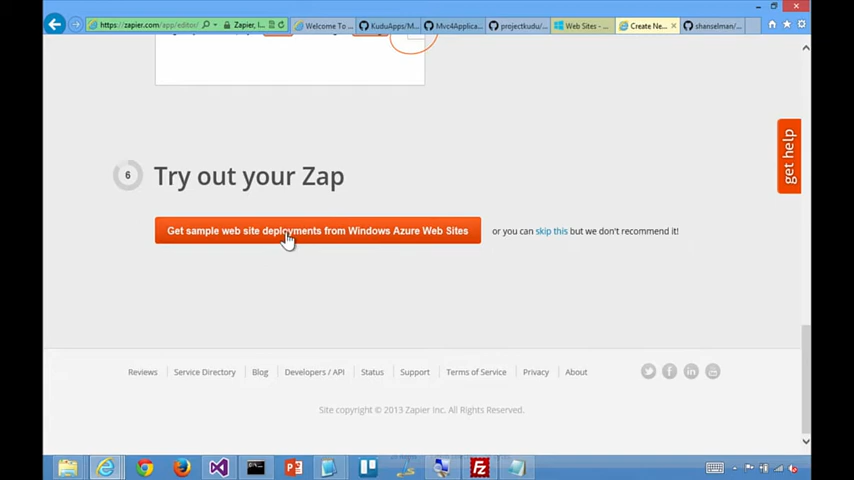 https://zapier.com/app/editor/
Zapier, I...
Welcome To ...
KuduApps/M...
Mvc4Applica...
projectkudu/...
Web Sites - ...
Create Ne...
shanselman/...
get help
6
Try out your Zap
Get sample web site deployments from Windows Azure Web Sites
or you can skip this but we don't recommend it!
Reviews
Service Directory
Blog
Developers / API
Status
Support
Terms of Service
Privacy
About
Site copyright © 2013 Zapier Inc. All Rights Reserved.